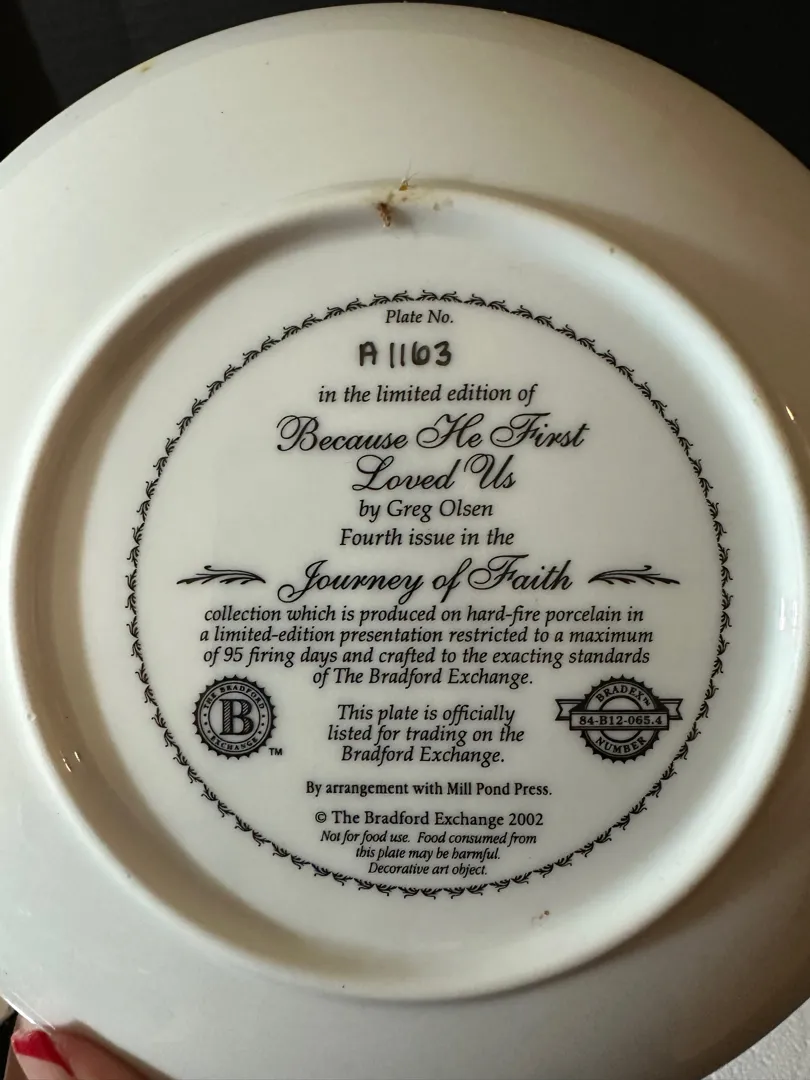 Plate No.
A1163
in the limited edition of
Because He First
Loved Us
by Greg Olsen
Fourth issue in the
Journey of Faith
collection which is produced on hard-fire porcelain in
a limited-edition presentation restricted to a maximum
of 95 firing days and crafted to the exacting standards
of The Bradford Exchange.
THE BRADFORD
B
EXCHANGE
TM
This plate is officially
listed for trading on the
Bradford Exchange.
BRADEX™
84-B12-065.4
NUMBER
By arrangement with Mill Pond Press.
© The Bradford Exchange 2002
Not for food use. Food consumed from
this plate may be harmful.
Decorative art object.